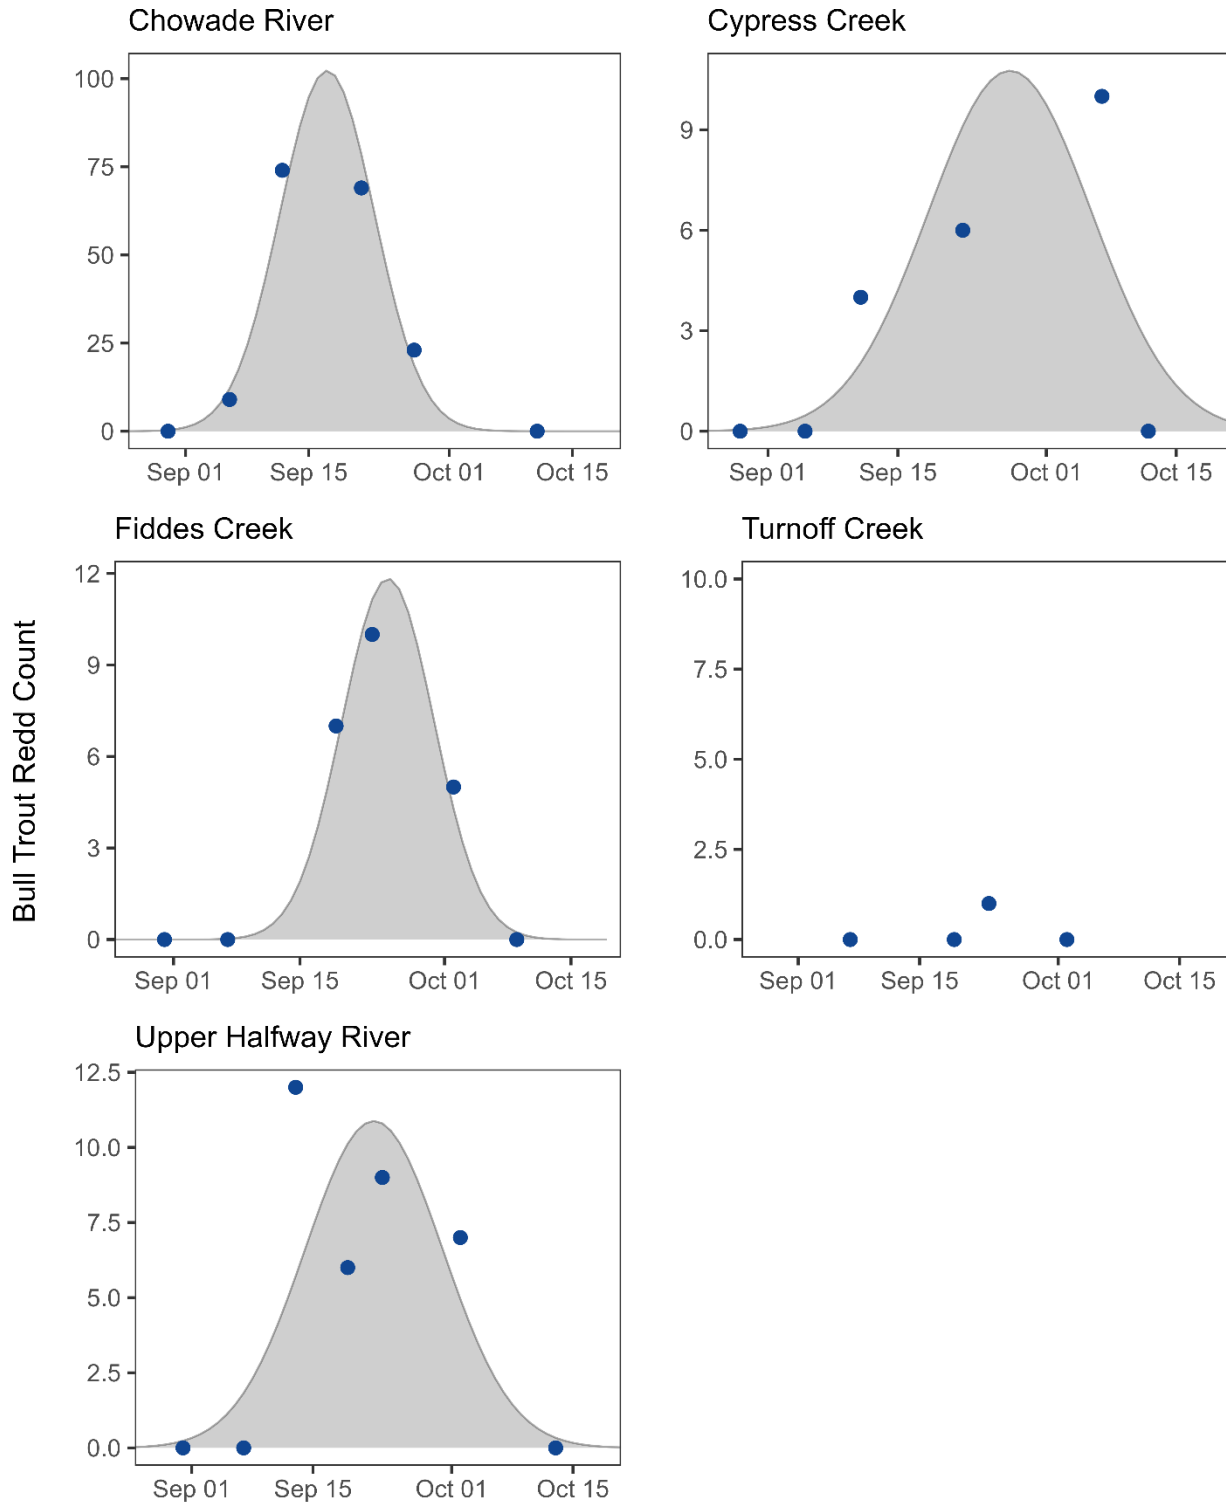 Chowade River
100
75
50
25
0
Sep 01 Sep 15 Oct 01 Oct 15
Cypress Creek
9
6
3
0
Sep 01 Sep 15 Oct 01 Oct 15
Bull Trout Redd Count
Fiddes Creek
12
9
6
3
0
Sep 01 Sep 15 Oct 01 Oct 15
Turnoff Creek
10.0
7.5
5.0
2.5
0.0
Sep 01 Sep 15 Oct 01 Oct 15
Upper Halfway River
12.5
10.0
7.5
5.0
2.5
0.0
Sep 01 Sep 15 Oct 01 Oct 15